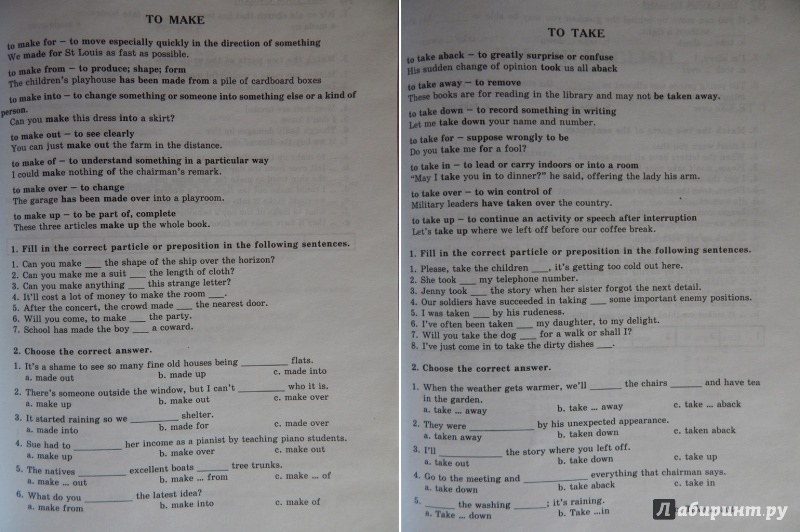 TO MAKE
to make for – to move especially quickly in the direction of something
We made for St Louis as fast as possible.
to make from – to produce; shape; form
The children's playhouse has been made from a pile of cardboard boxes
to make into – to change something or someone into something else or a kind of
person.
Can you make this dress into a skirt?
to make out – to see clearly
You can just make out the farm in the distance.
to make of – to understand something in a particular way
I could make nothing of the chairman's remark.
to make over – to change
The garage has been made over into a playroom.
to make up – to be part of, complete
These three articles make up the whole book.
1. Fill in the correct particle or preposition in the following sentences.
1. Can you make ___ the shape of the ship over the horizon?
2. Can you make me a suit ___ the length of cloth?
3. Can you make anything ___ this strange letter?
4. It'll cost a lot of money to make the room ___.
5. After the concert, the crowd made ___ the nearest door.
6. Will you come, to make ___ the party.
7. School has made the boy ___ a coward.
2. Choose the correct answer.
1. It's a shame to see so many fine old houses being ________ flats.
a. made out b. made up c. made into
2. There's someone outside the window, but I can't ________ who it is.
a. make up b. make out c. make over
3. It started raining so we ________ shelter.
a. made into b. made for c. made over
4. Sue had to ________ her income as a pianist by teaching piano students.
a. make up b. make over c. make out
5. The natives ________ excellent boats ______ tree trunks.
a. make ... out b. make ... from c. make ... of
6. What do you ________ the latest idea?
a. make from b. make into c. make of
TO TAKE
to take aback – to greatly surprise or confuse
His sudden change of opinion took us all aback
to take away – to remove
These books are for reading in the library and may not be taken away.
to take down – to record something in writing
Let me take down your name and number.
to take for – suppose wrongly to be
Do you take me for a fool?
to take in – to lead or carry indoors or into a room
"May I take you in to dinner?" he said, offering the lady his arm.
to take over – to win control of
Military leaders have taken over the country.
to take up – to continue an activity or speech after interruption
Let's take up where we left off before our coffee break.
1. Fill in the correct particle or preposition in the following sentences.
1. Please, take the children ___, it's getting too cold out here.
2. She took ___ my telephone number.
3. Jenny took ___ the story when her sister forgot the next detail.
4. Our soldiers have succeeded in taking ___ some important enemy positions.
5. I was taken ___ by his rudeness.
6. I've often been taken ___ my daughter, to my delight.
7. Will you take the dog ___ for a walk or shall I?
8. I've just come in to take the dirty dishes ___.
2. Choose the correct answer.
1. When the weather gets warmer, we'll ______ the chairs ______ and have tea
in the garden.
a. take ... away b. take ... away c. take ... aback
2. They were ____________ by his unexpected appearance.
a. taken away b. taken down c. taken aback
3. I'll ____________ the story where you left off.
a. take out b. take down c. take up
4. Go to the meeting and ____________ everything that chairman says.
a. take down b. take aback c. take in
5. ______ the washing ______; it's raining.
a. Take ... down b. Take ...in
Лабиринт.ру